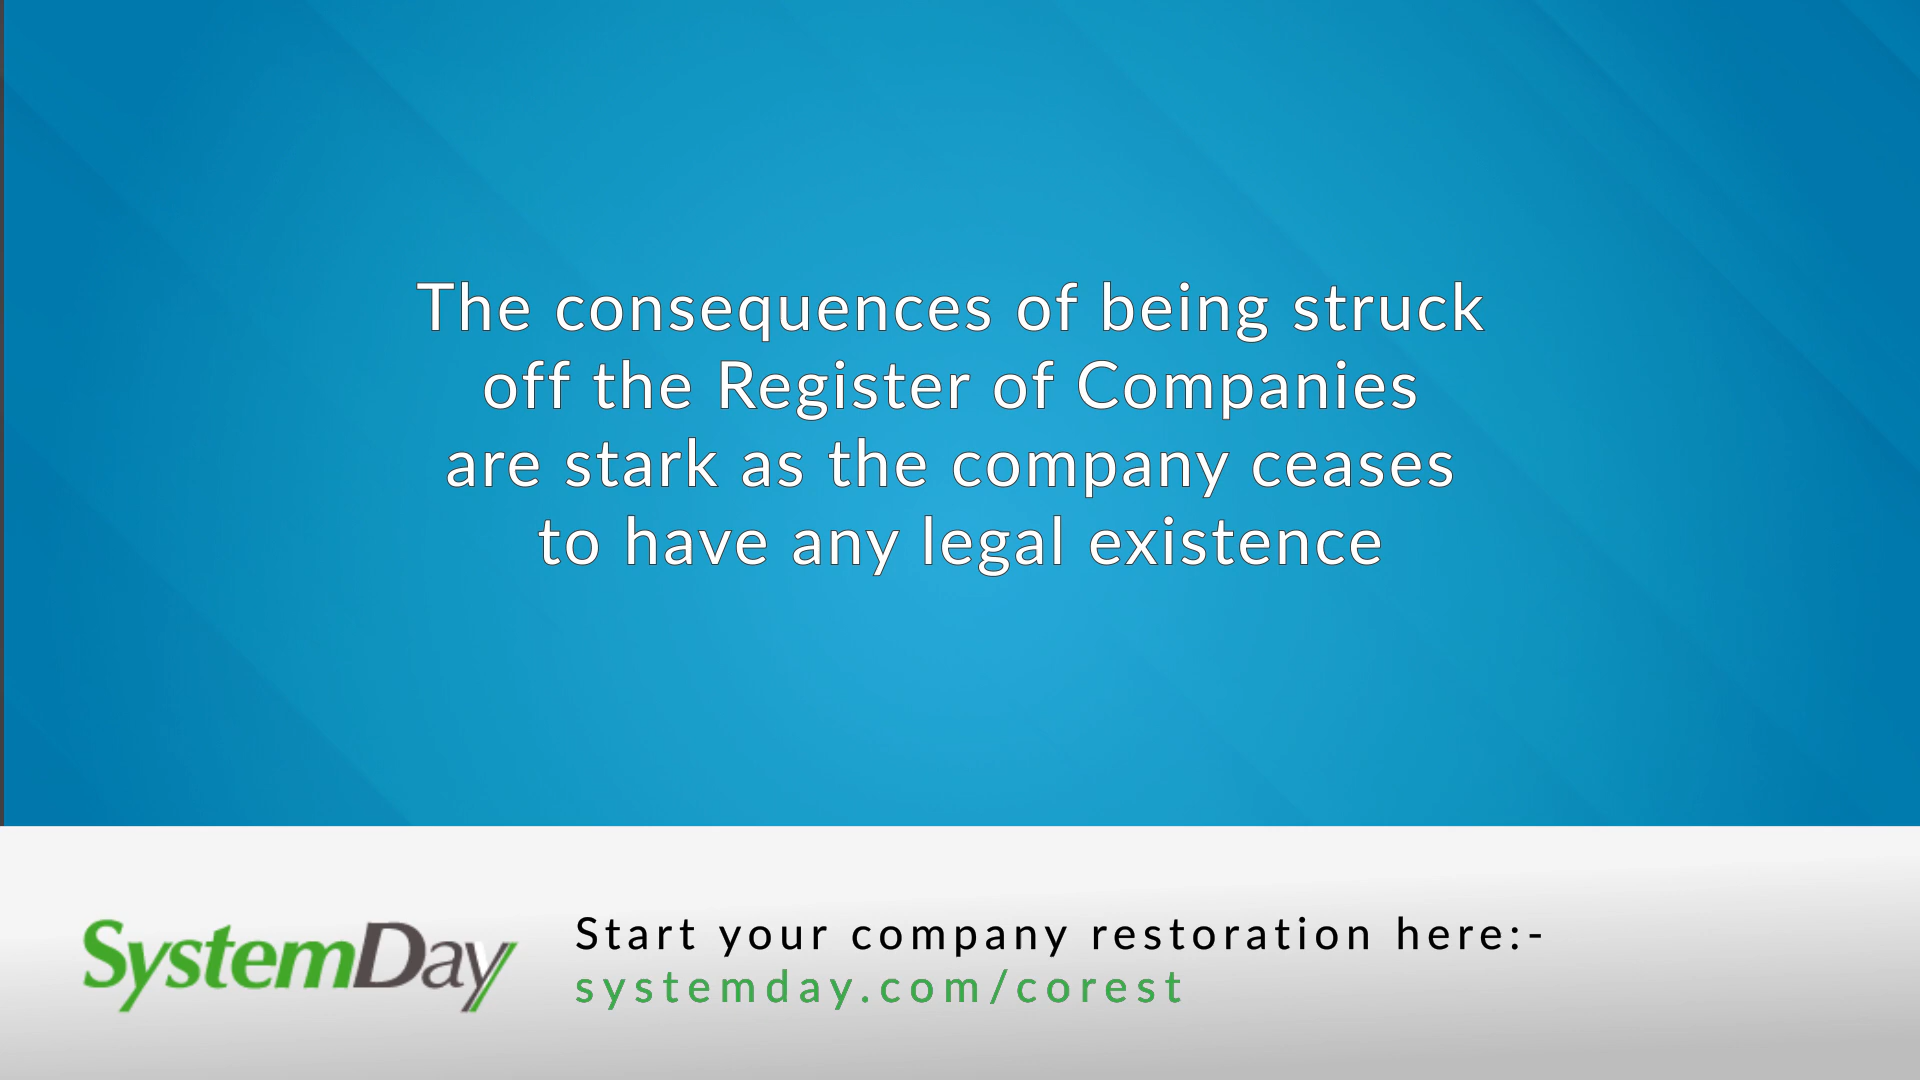 The consequences of being struck
off the Register of Companies
are stark as the company ceases
to have any legal existence
SystemDay
Start your company restoration here:-
systemday.com/corest